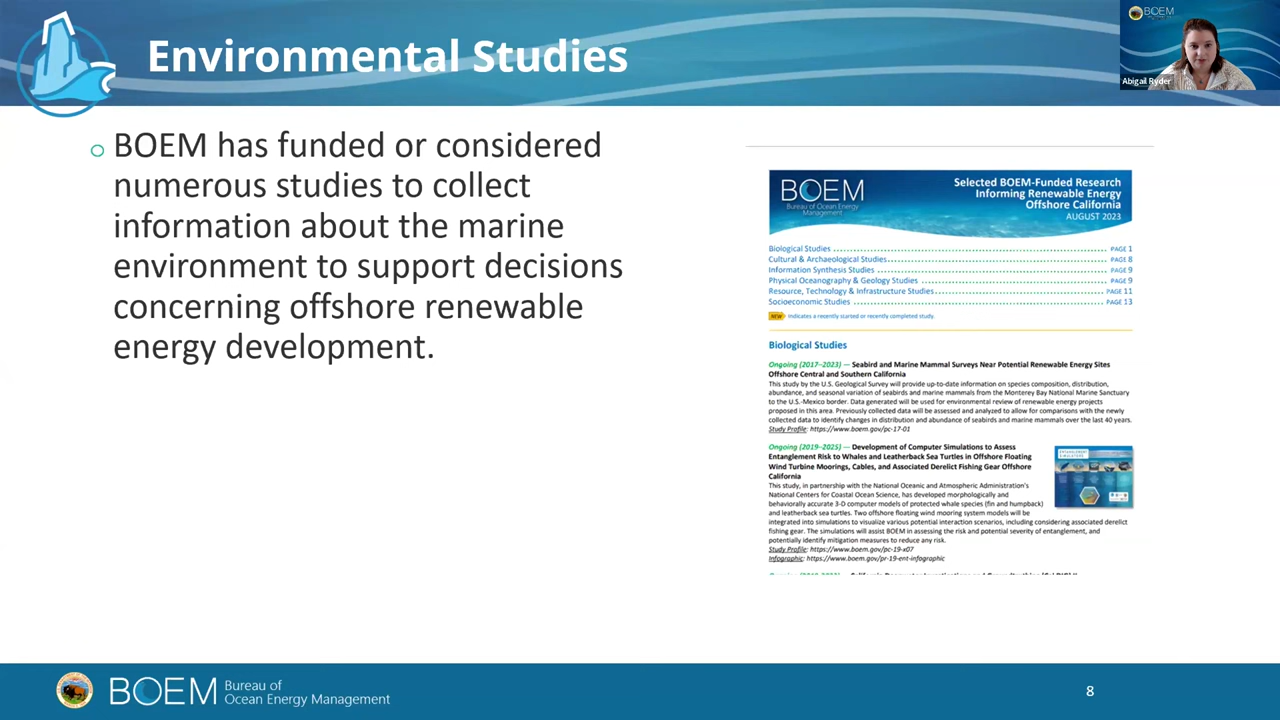 Environmental Studies
BOEM
Abigail Ryder
BOEM has funded or considered
numerous studies to collect
information about the marine
environment to support decisions
concerning offshore renewable
energy development.
BOEM
Bureau of Ocean Energy
Management
Selected BOEM-Funded Research
Informing Renewable Energy
Offshore California
AUGUST 2023
Biological Studies PAGE 1
Cultural & Archaeological Studies PAGE 8
Information Synthesis Studies PAGE 9
Physical Oceanography & Geology Studies PAGE 9
Resource, Technology & Infrastructure Studies PAGE 11
Socioeconomic Studies PAGE 13
NEW Indicates a recently started or recently completed study.
Biological Studies
Ongoing (2017–2023) — Seabird and Marine Mammal Surveys Near Potential Renewable Energy Sites
Offshore Central and Southern California
This study by the U.S. Geological Survey will provide up-to-date information on species composition, distribution,
abundance, and seasonal variation of seabirds and marine mammals from the Monterey Bay National Marine Sanctuary
to the U.S.-Mexico border. Data generated will be used for environmental review of renewable energy projects
proposed in this area. Previously collected data will be assessed and analyzed to allow for comparisons with the newly
collected data to identify changes in distribution and abundance of seabirds and marine mammals over the last 40 years.
Study Profile: https://www.boem.gov/pc-17-01
Ongoing (2019–2025) — Development of Computer Simulations to Assess
Entanglement Risk to Whales and Leatherback Sea Turtles in Offshore Floating
Wind Turbine Moorings, Cables, and Associated Derelict Fishing Gear Offshore
California
This study, in partnership with the National Oceanic and Atmospheric Administration's
National Centers for Coastal Ocean Science, has developed morphologically and
behaviorally accurate 3-D computer models of protected whale species (fin and humpback)
and leatherback sea turtles. Two offshore floating wind mooring system models will be
integrated into simulations to visualize various potential interaction scenarios, including considering associated derelict
fishing gear. The simulations will assist BOEM in assessing the risk and potential severity of entanglement, and
potentially identify mitigation measures to reduce any risk.
Study Profile: https://www.boem.gov/pc-19-x07
Infographic: https://www.boem.gov/pr-19-ent-infographic
BOEM
Bureau of
Ocean Energy Management
8